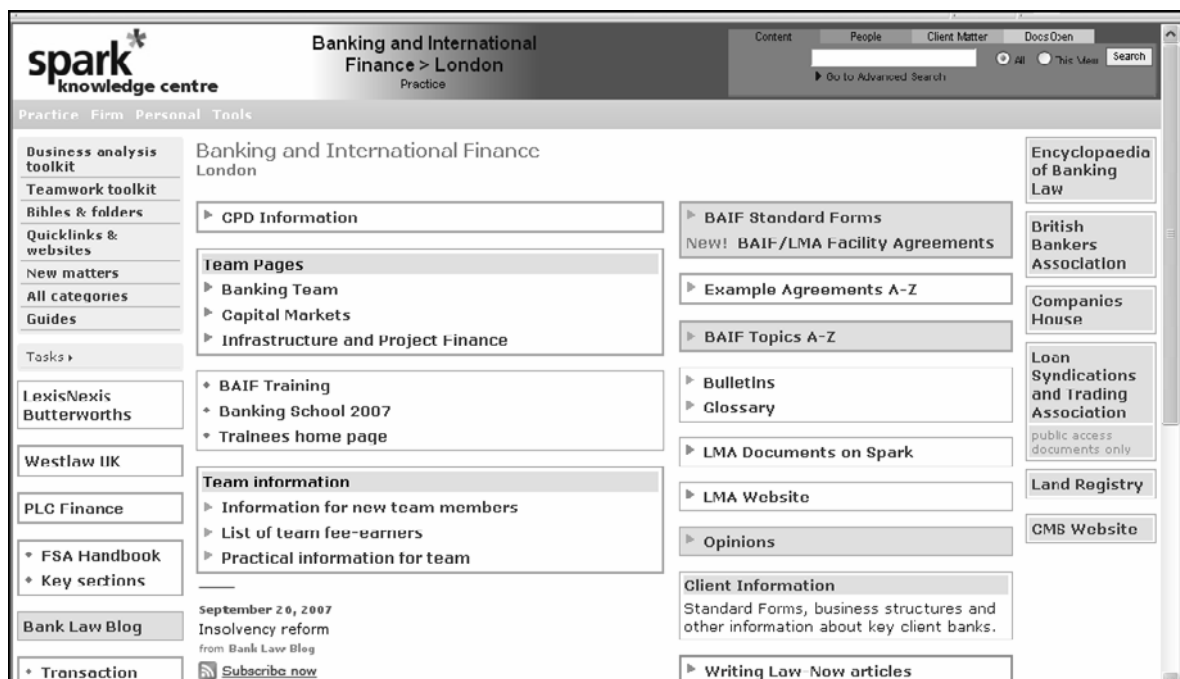 spark*
knowledge centre
Banking and International
Finance > London
Practice
Content People Client Matter DocsOpen
All This View Search
Go to Advanced Search
Practice Firm Personal Tools
Business analysis
toolkit
Teamwork toolkit
Bibles & folders
Quicklinks &
websites
New matters
All categories
Guides
Tasks
LexisNexis
Butterworths
Westlaw UK
PLC Finance
FSA Handbook
Key sections
Bank Law Blog
Transaction
Banking and International Finance
London
CPD Information
Team Pages
Banking Team
Capital Markets
Infrastructure and Project Finance
BAIF Training
Banking School 2007
Trainees home page
Team information
Information for new team members
List of team fee-earners
Practical information for team
September 20, 2007
Insolvency reform
from Bank Law Blog
Subscribe now
BAIF Standard Forms
New! BAIF/LMA Facility Agreements
Example Agreements A-Z
BAIF Topics A-Z
Bulletins
Glossary
LMA Documents on Spark
LMA Website
Opinions
Client Information
Standard Forms, business structures and
other information about key client banks.
Writing Law-Now articles
Encyclopaedia
of Banking
Law
British
Bankers
Association
Companies
House
Loan
Syndications
and Trading
Association
public access
documents only
Land Registry
CMB Website